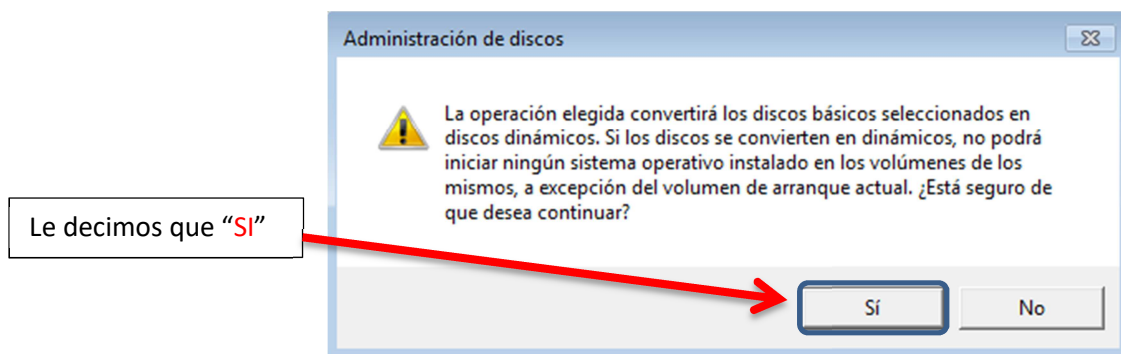 Administración de discos
La operación elegida convertirá los discos básicos seleccionados en
discos dinámicos. Si los discos se convierten en dinámicos, no podrá
iniciar ningún sistema operativo instalado en los volúmenes de los
mismos, a excepción del volumen de arranque actual. ¿Está seguro de
que desea continuar?
Le decimos que “SI”
Sí
No